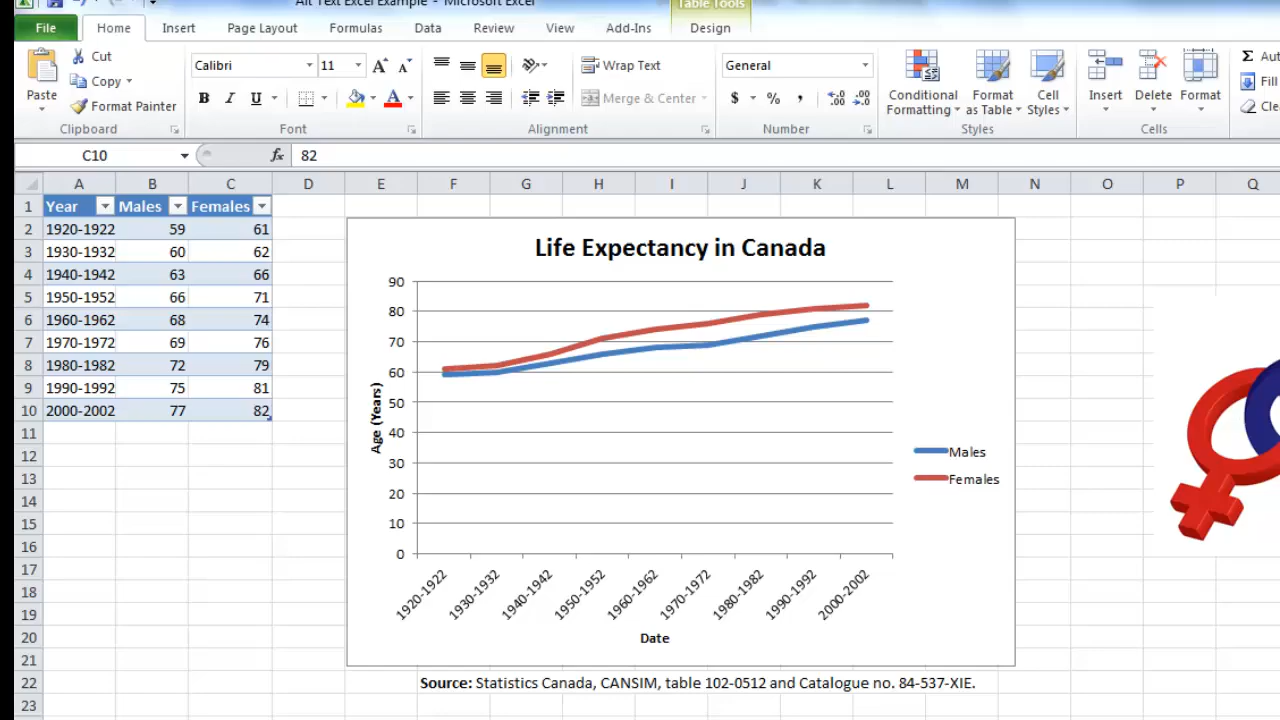 Alt Text Excel Example - Microsoft Excel
Table Tools
File Home Insert Page Layout Formulas Data Review View Add-Ins Design
Cut
Copy
Format Painter
Paste
Clipboard
Calibri 11
B I U
Font
Wrap Text
Merge & Center
Alignment
General
$ % ,
Number
Conditional Formatting
Format as Table
Cell Styles
Styles
Insert Delete Format
Cells
Σ
Fill
C10 fx 82
A B C D E F G H I J K L M N O P Q
1 Year Males Females
2 1920-1922 59 61
3 1930-1932 60 62
4 1940-1942 63 66
5 1950-1952 66 71
6 1960-1962 68 74
7 1970-1972 69 76
8 1980-1982 72 79
9 1990-1992 75 81
10 2000-2002 77 82
11
12
13
14
15
16
17
18
19
20
21
22
23
Life Expectancy in Canada
90
80
70
60
50
40
30
20
10
0
Age (Years)
1920-1922 1930-1932 1940-1942 1950-1952 1960-1962 1970-1972 1980-1982 1990-1992 2000-2002
Date
Males
Females
Source: Statistics Canada, CANSIM, table 102-0512 and Catalogue no. 84-537-XIE.